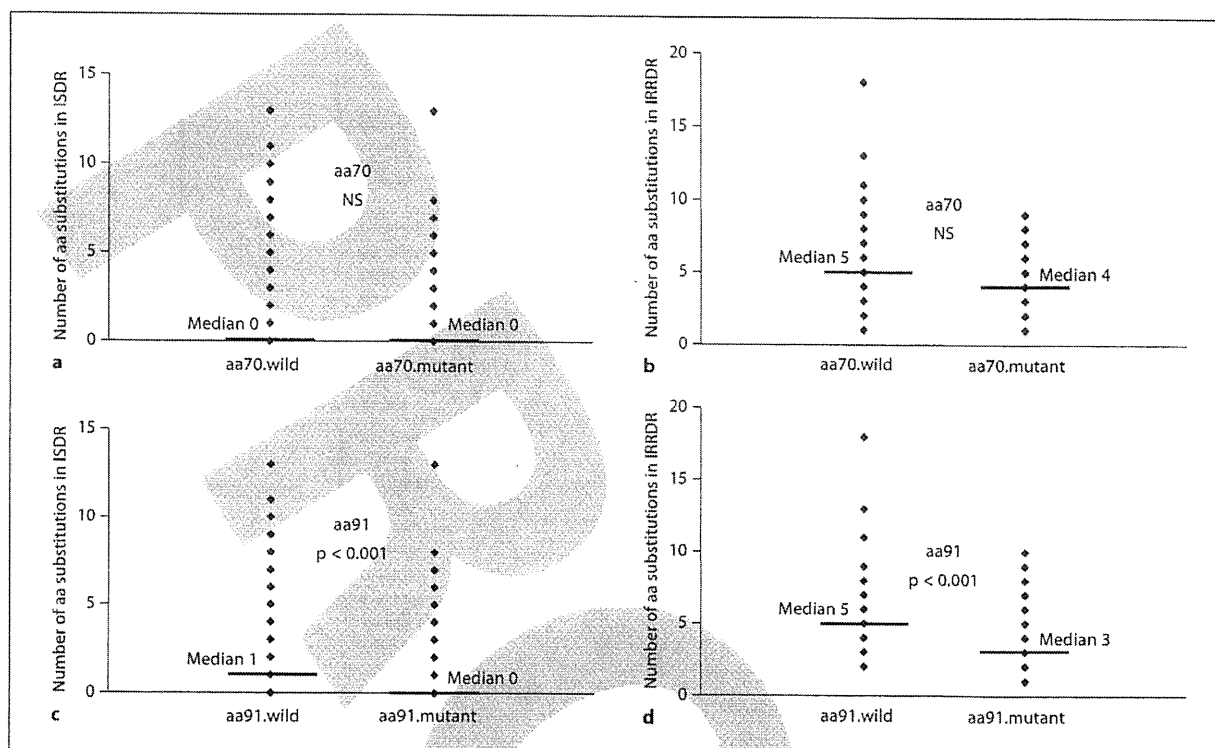 Number of aa substitutions in ISDR
15
10
5
0
aa70
NS
Median 0
Median 0
aa70.wild
aa70.mutant
a
Number of aa substitutions in IRRDR
20
15
10
5
0
aa70
NS
Median 5
Median 4
aa70.wild
aa70.mutant
b
Number of aa substitutions in ISDR
15
10
5
0
aa91
p < 0.001
Median 1
Median 0
aa91.wild
aa91.mutant
c
Number of aa substitutions in IRRDR
20
15
10
5
0
aa91
p < 0.001
Median 5
Median 3
aa91.wild
aa91.mutant
d